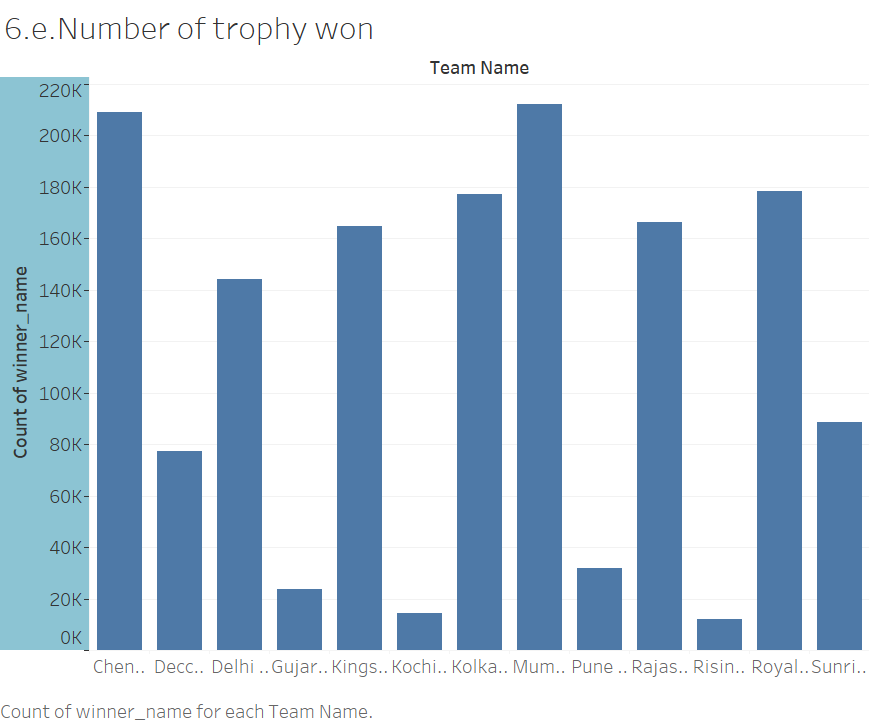 6.e.Number of trophy won
Team Name
Count of winner_name
220K
200K
180K
160K
140K
120K
100K
80K
60K
40K
20K
0K
Chen.. Decc.. Delhi .. Gujar.. Kings.. Kochi.. Kolka.. Mum.. Pune .. Rajas.. Risin.. Royal.. Sunri..
Count of winner_name for each Team Name.